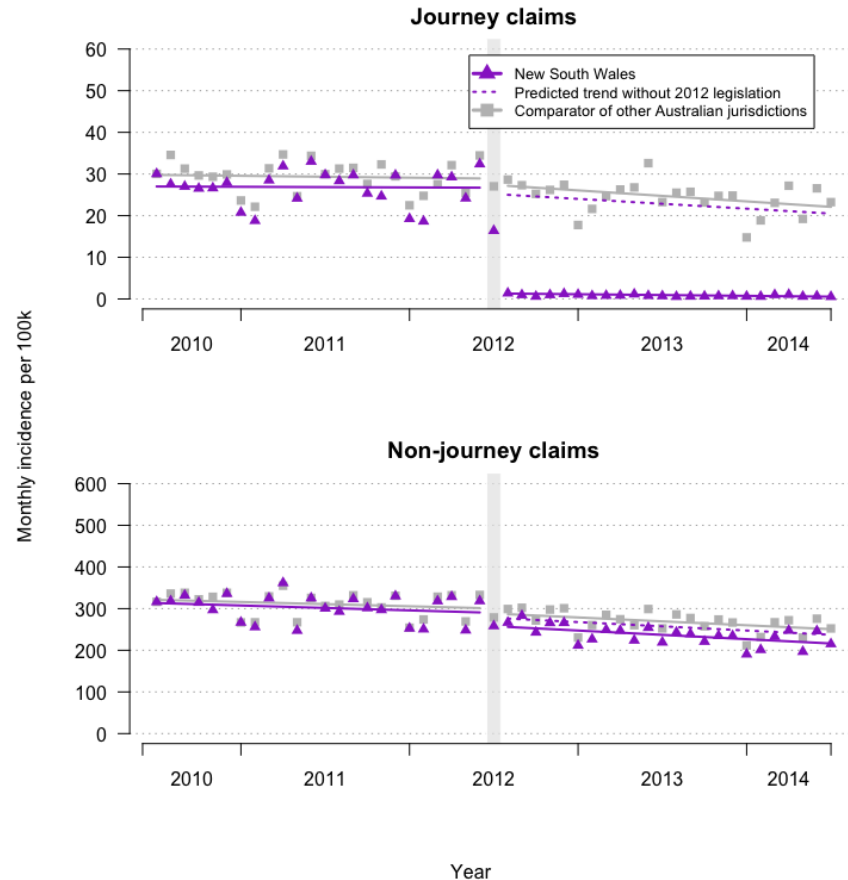 Journey claims
60
50
40
30
20
10
0
New South Wales
Predicted trend without 2012 legislation
Comparator of other Australian jurisdictions
2010 2011 2012 2013 2014
Monthly incidence per 100k
Non-journey claims
600
500
400
300
200
100
0
2010 2011 2012 2013 2014
Year